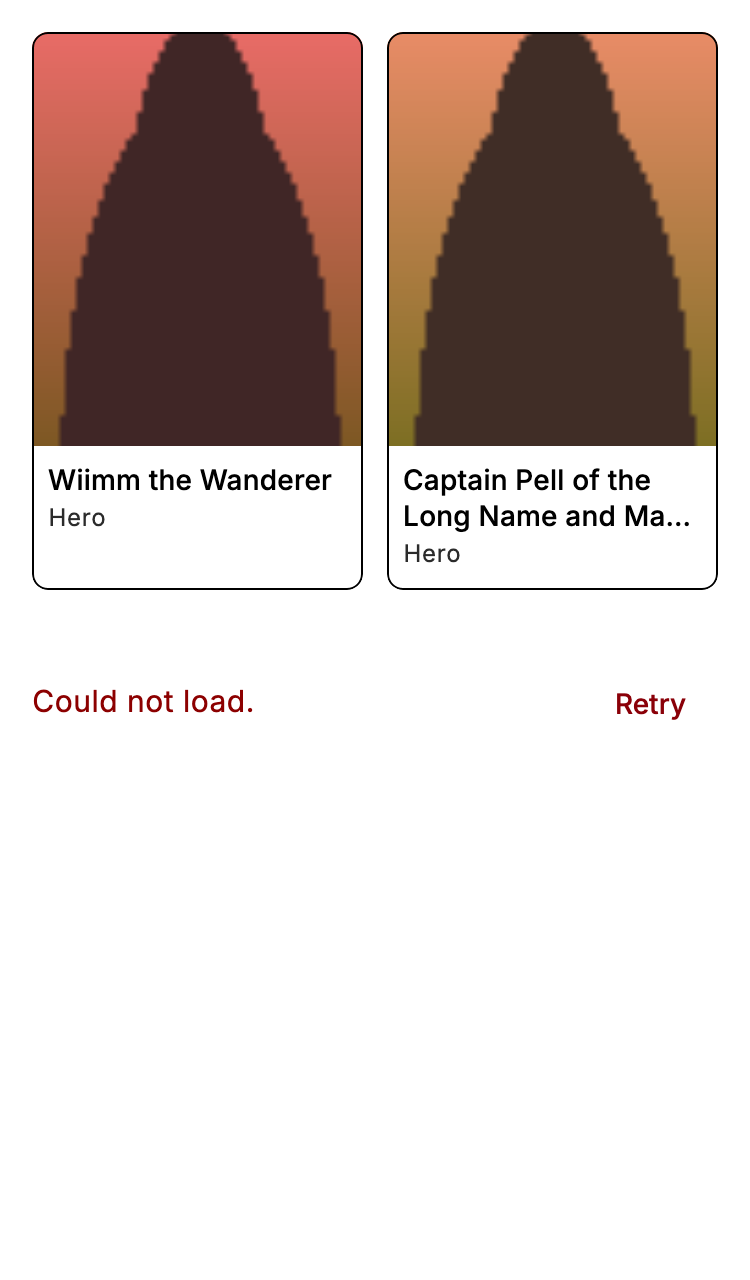 Wiimm the Wanderer
Hero
Captain Pell of the
Long Name and Ma...
Hero
Could not load.
Retry